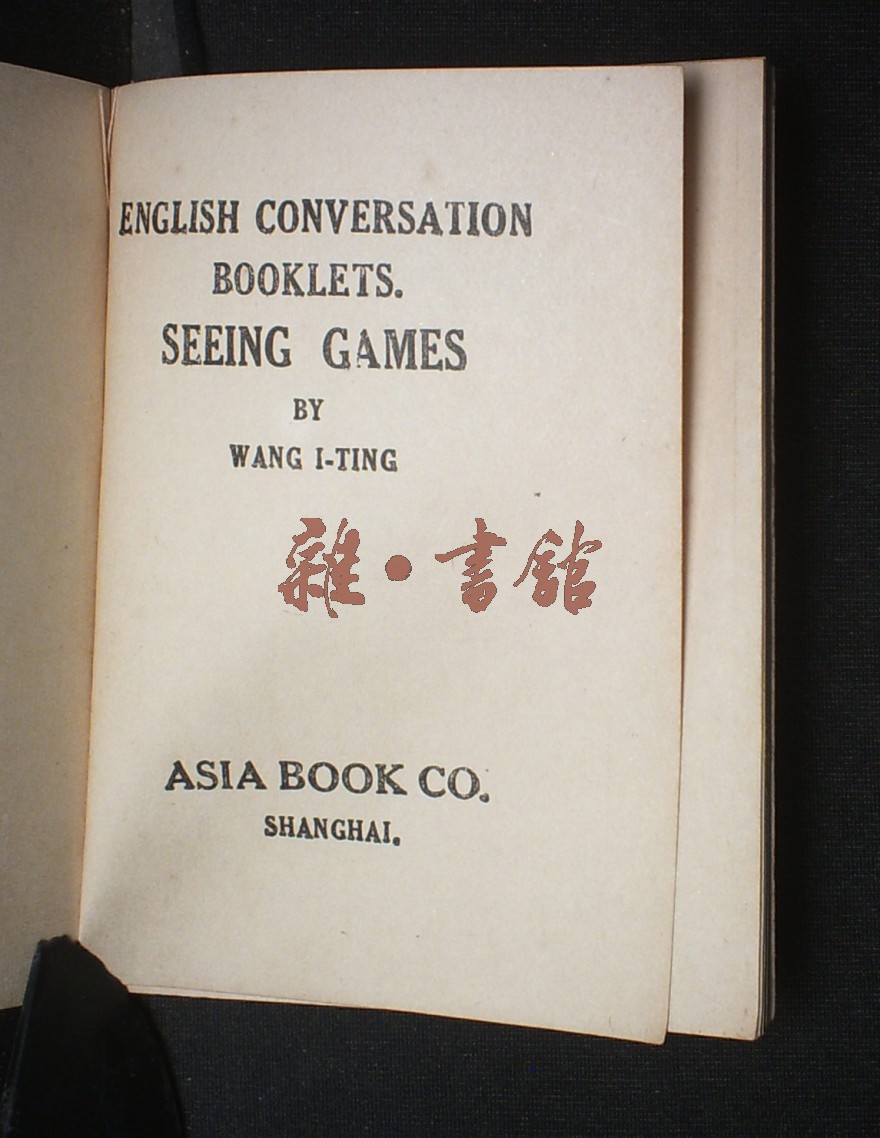 ENGLISH CONVERSATION
BOOKLETS.
SEEING GAMES
BY
WANG I-TING
雜·書館
ASIA BOOK CO.
SHANGHAI.